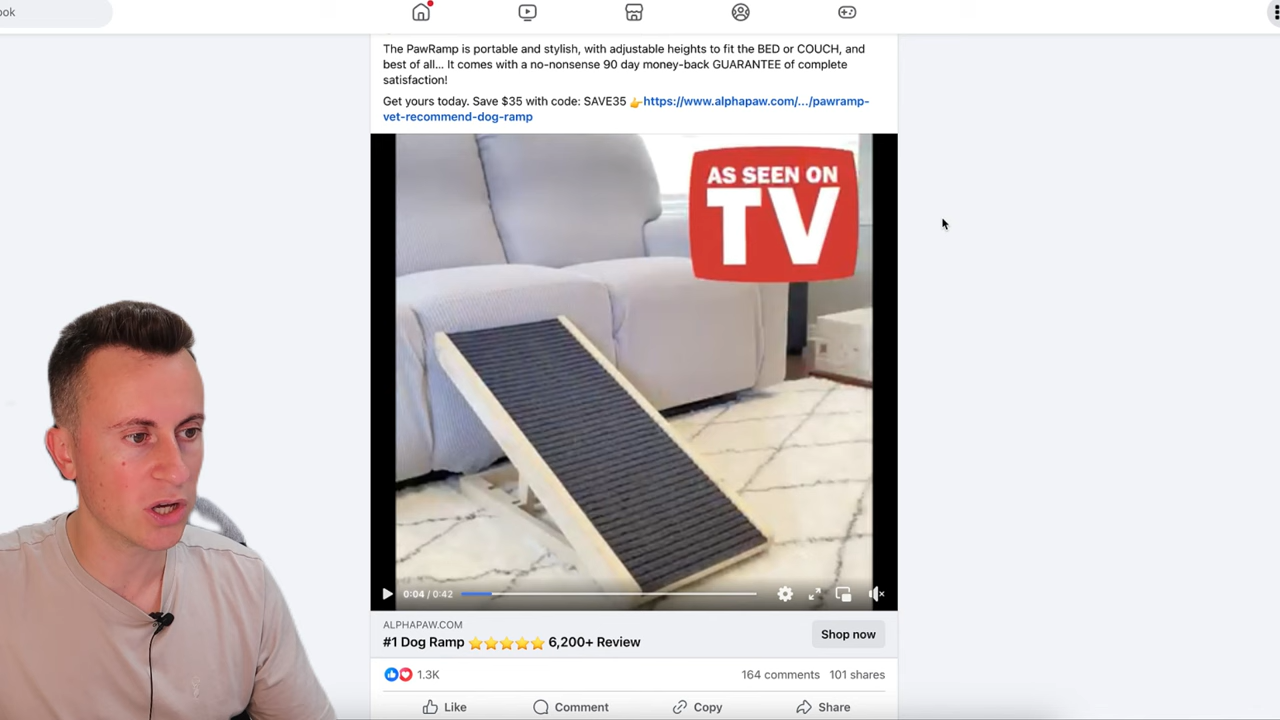 ook
The PawRamp is portable and stylish, with adjustable heights to fit the BED or COUCH, and
best of all... It comes with a no-nonsense 90 day money-back GUARANTEE of complete
satisfaction!
Get yours today. Save $35 with code: SAVE35 👉https://www.alphapaw.com/.../pawramp-
vet-recommend-dog-ramp
AS SEEN ON
TV
0:04 / 0:42
ALPHAPAW.COM
#1 Dog Ramp ⭐⭐⭐⭐⭐ 6,200+ Review
Shop now
1.3K
164 comments 101 shares
Like Comment Copy Share